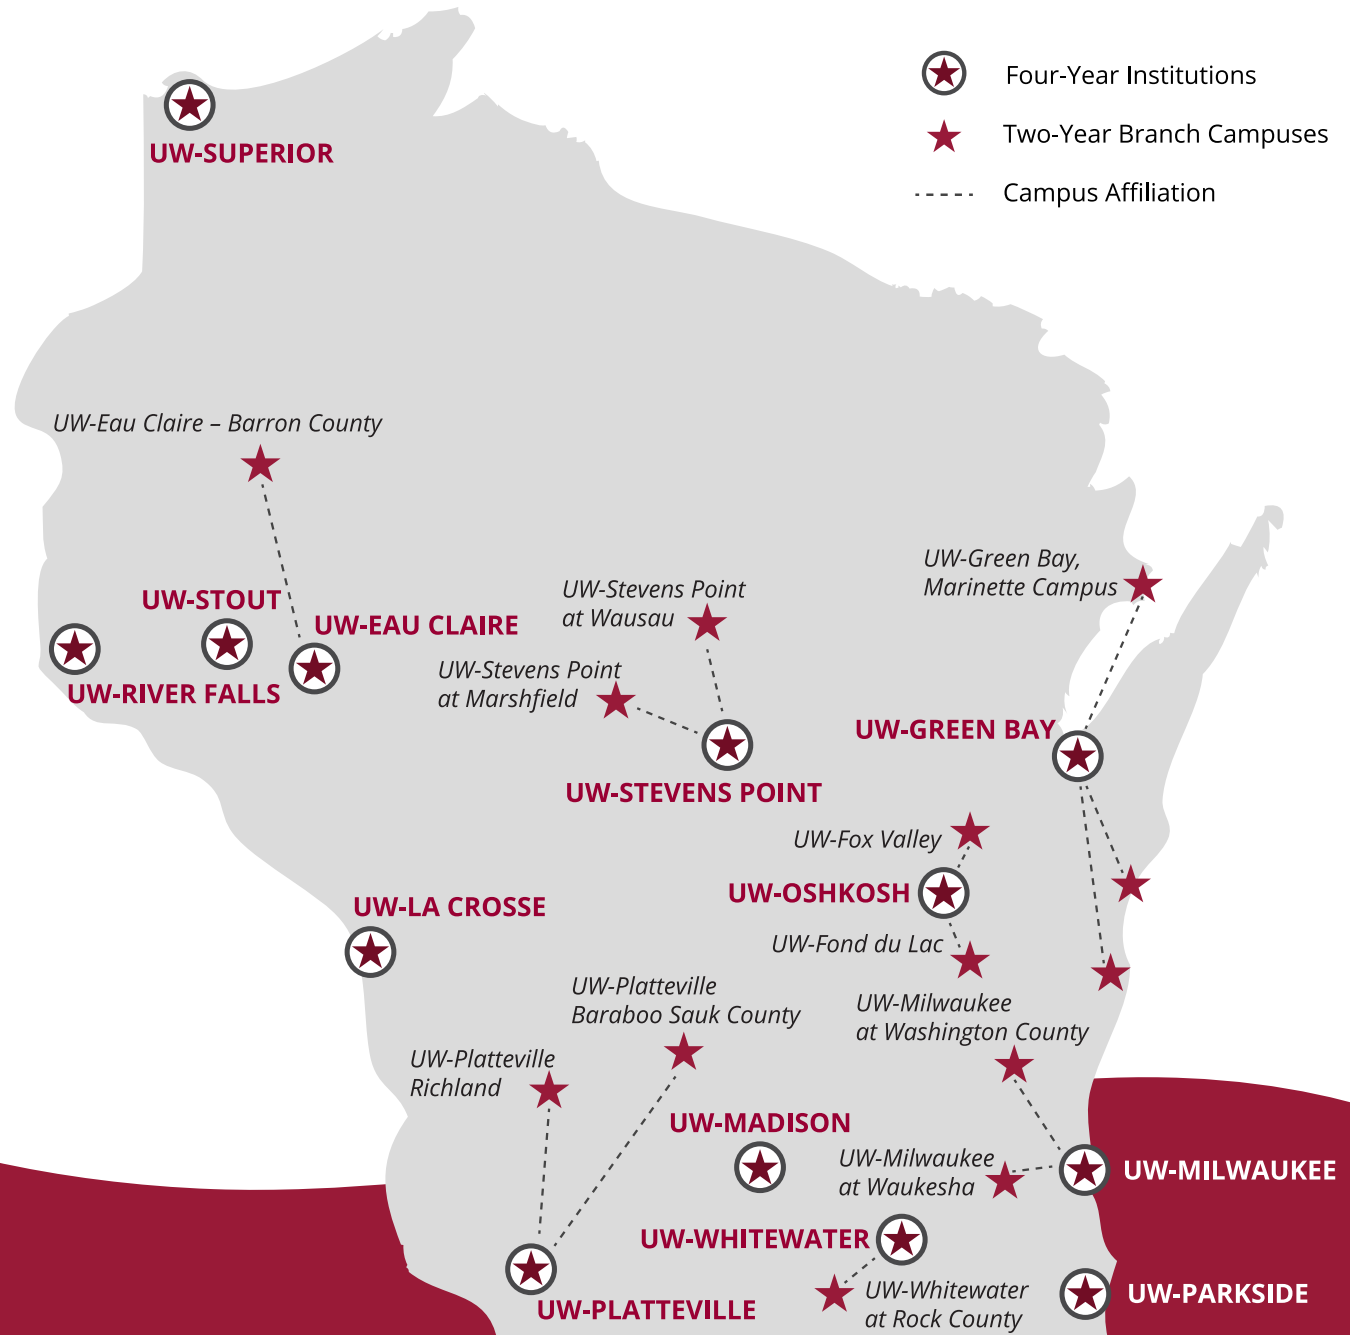 Four-Year Institutions
Two-Year Branch Campuses
Campus Affiliation
UW-SUPERIOR
UW-Eau Claire – Barron County
UW-Green Bay,
Marinette Campus
UW-STOUT
UW-EAU CLAIRE
UW-RIVER FALLS
UW-Stevens Point
at Wausau
UW-Stevens Point
at Marshfield
UW-GREEN BAY
UW-STEVENS POINT
UW-Fox Valley
UW-OSHKOSH
UW-LA CROSSE
UW-Fond du Lac
UW-Platteville
Baraboo Sauk County
UW-Milwaukee
at Washington County
UW-Platteville
Richland
UW-MADISON
UW-Milwaukee
at Waukesha
UW-MILWAUKEE
UW-WHITEWATER
UW-Whitewater
at Rock County
UW-PARKSIDE
UW-PLATTEVILLE